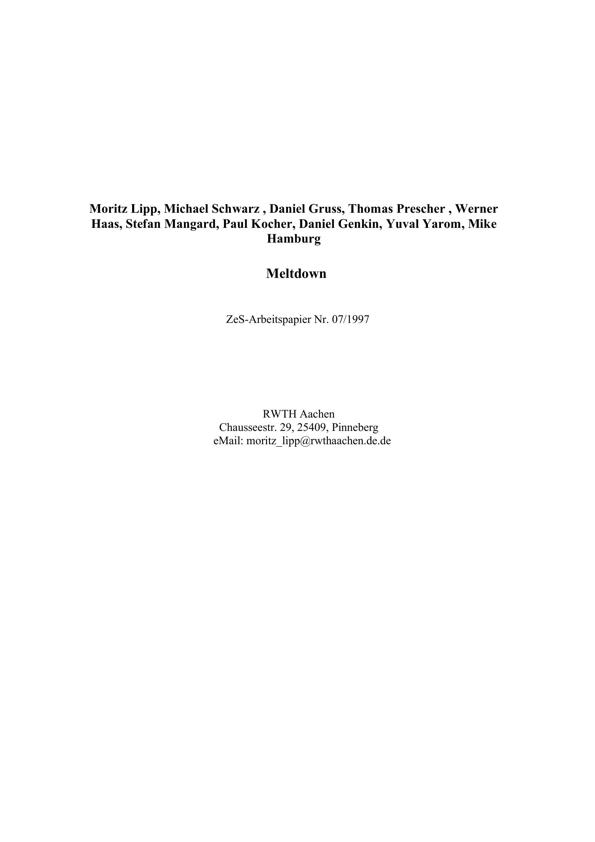 Moritz Lipp, Michael Schwarz , Daniel Gruss, Thomas Prescher , Werner
Haas, Stefan Mangard, Paul Kocher, Daniel Genkin, Yuval Yarom, Mike
Hamburg
Meltdown
ZeS-Arbeitspapier Nr. 07/1997
RWTH Aachen
Chausseestr. 29, 25409, Pinneberg
eMail: moritz_lipp@rwthaachen.de.de